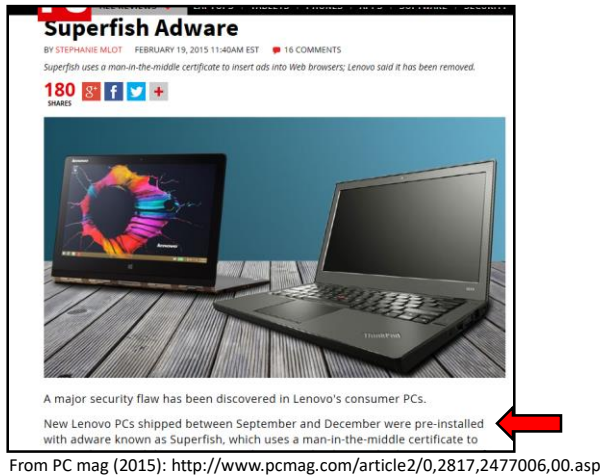 Superfish Adware
BY STEPHANIE MLOT FEBRUARY 19, 2015 11:40AM EST 16 COMMENTS
Superfish uses a man-in-the-middle certificate to insert ads into Web browsers; Lenovo said it has been removed.
180
SHARES
g+ f +
Lenovo
ThinkPad
A major security flaw has been discovered in Lenovo's consumer PCs.
New Lenovo PCs shipped between September and December were pre-installed
with adware known as Superfish, which uses a man-in-the-middle certificate to
From PC mag (2015): http://www.pcmag.com/article2/0,2817,2477006,00.asp